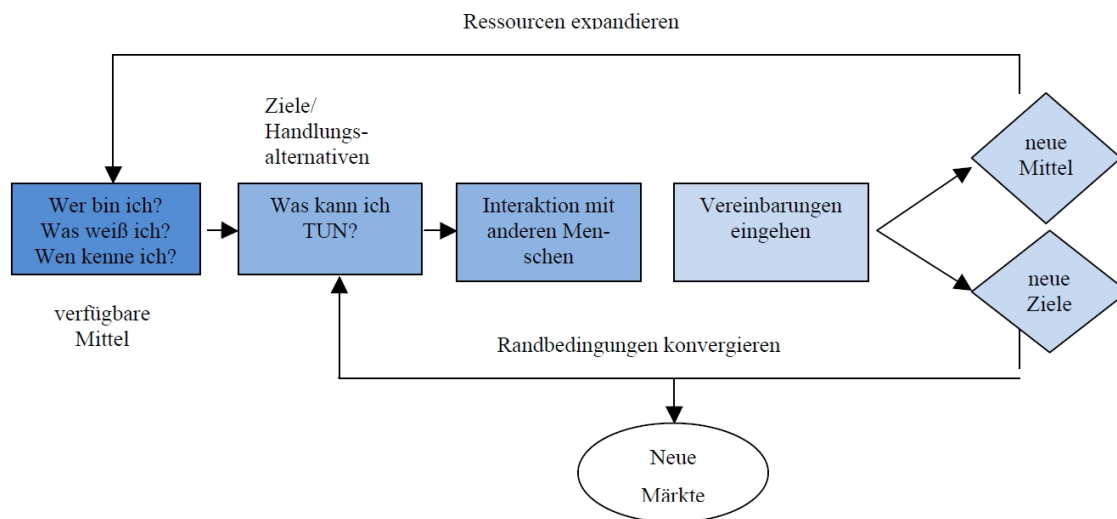 Ressourcen expandieren
Ziele/
Handlungs-
alternativen
Wer bin ich?
Was weiß ich?
Wen kenne ich?
Was kann ich
TUN?
Interaktion mit
anderen Men-
schen
Vereinbarungen
eingehen
neue
Mittel
neue
Ziele
verfügbare
Mittel
Randbedingungen konvergieren
Neue
Märkte